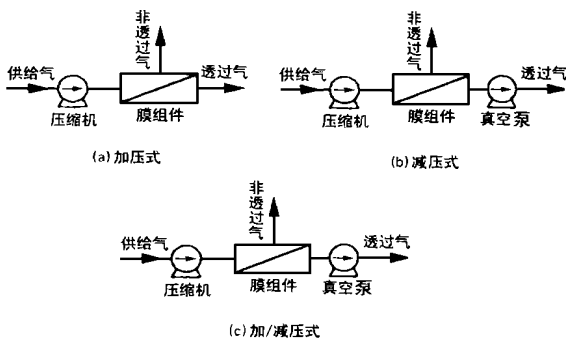 非透过气
供给气
压缩机
膜组件
透过气
(a)加压式
非透过气
供给气
压缩机
膜组件
真空泵
透过气
(b)减压式
非透过气
供给气
压缩机
膜组件
真空泵
透过气
(c)加/减压式